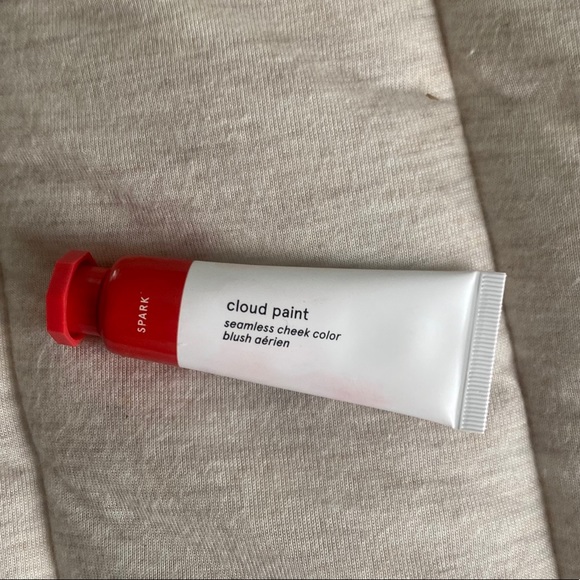 SPARK
cloud paint
seamless cheek color
blush aérien